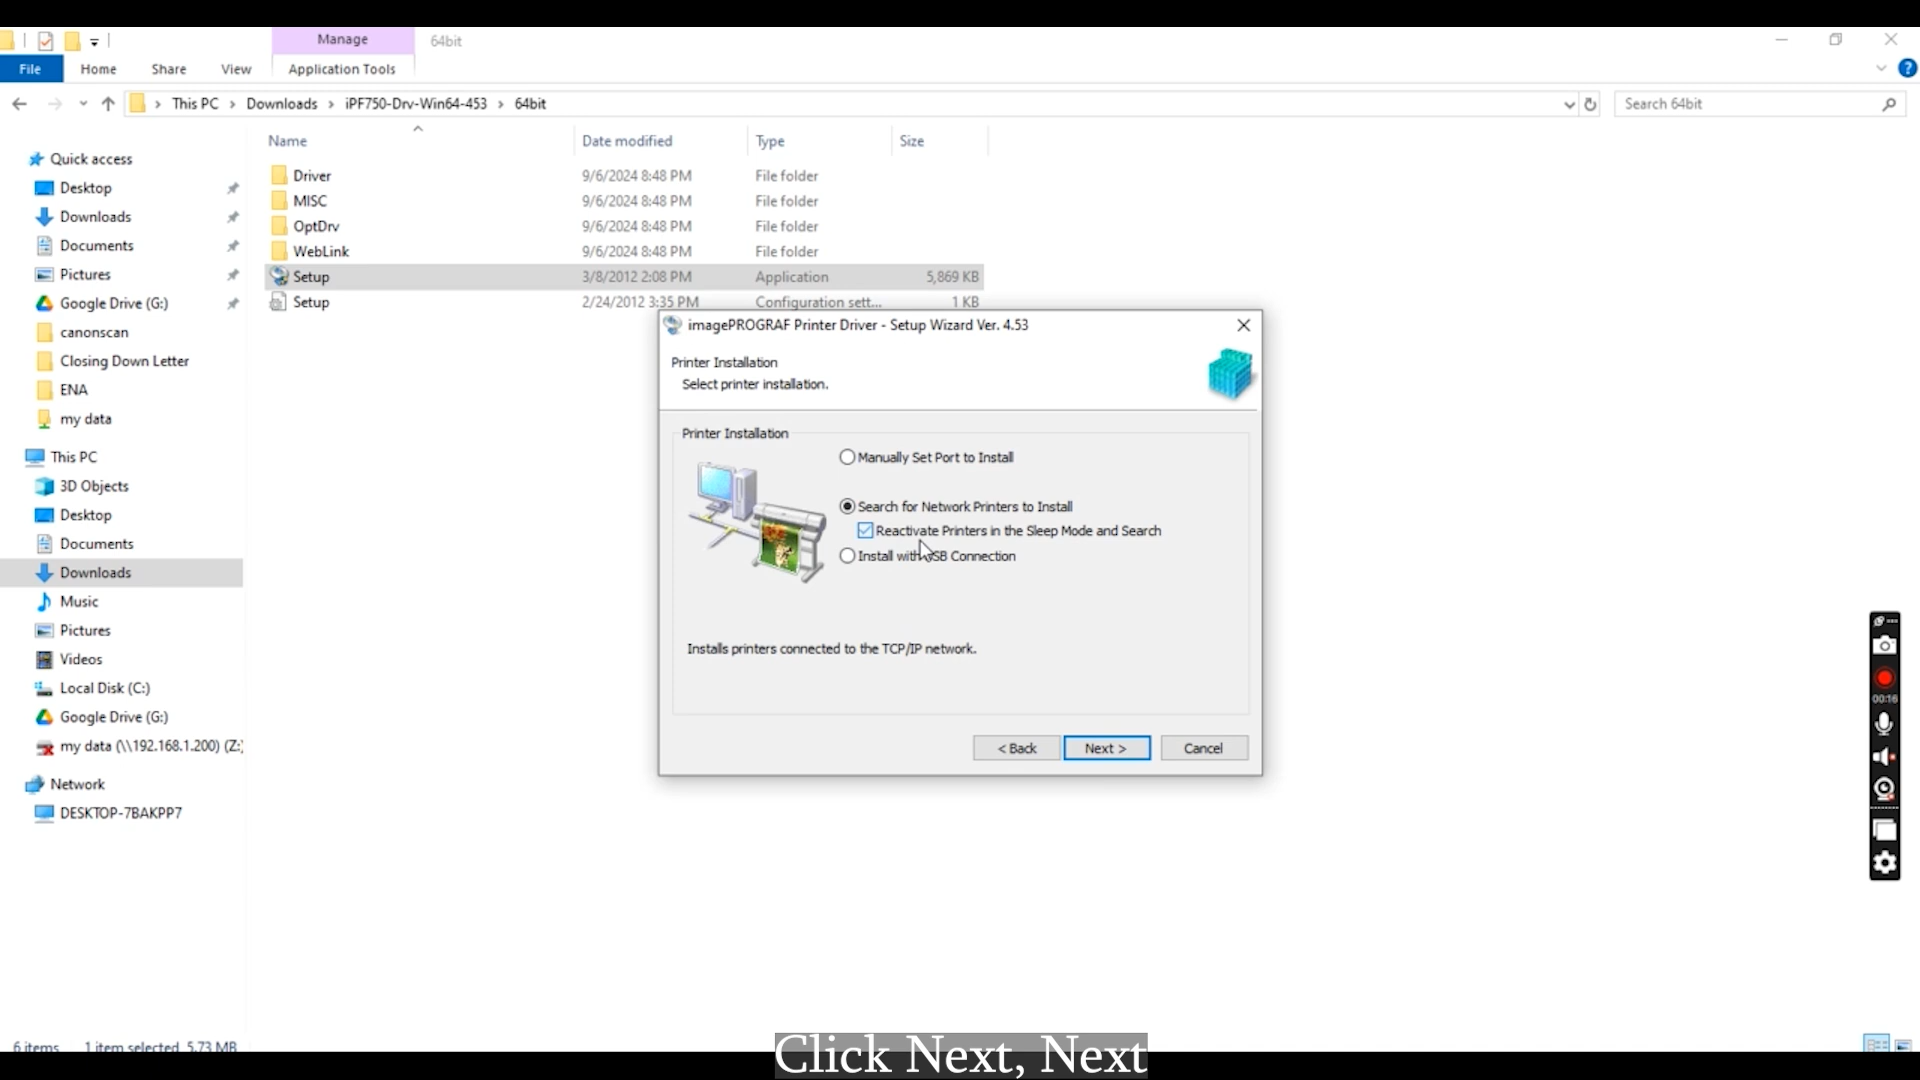 Manage
64bit
File
Home
Share
View
Application Tools
This PC > Downloads > iPF750-Drv-Win64-453 > 64bit
Search 64bit
Name
Date modified
Type
Size
Driver
9/6/2024 8:48 PM
File folder
MISC
9/6/2024 8:48 PM
File folder
OptDrv
9/6/2024 8:48 PM
File folder
WebLink
9/6/2024 8:48 PM
File folder
Setup
3/8/2012 2:08 PM
Application
5,869 KB
Setup
2/24/2012 3:35 PM
Configuration sett...
1 KB
Quick access
Desktop
Downloads
Documents
Pictures
Google Drive (G:)
canonscan
Closing Down Letter
ENA
my data
This PC
3D Objects
Desktop
Documents
Downloads
Music
Pictures
Videos
Local Disk (C:)
Google Drive (G:)
my data (\\192.168.1.200) (Z:)
Network
DESKTOP-7BAKPP7
imagePROGRAF Printer Driver - Setup Wizard Ver. 4.53
Printer Installation
Select printer installation.
Printer Installation
Manually Set Port to Install
Search for Network Printers to Install
Reactivate Printers in the Sleep Mode and Search
Install with USB Connection
Installs printers connected to the TCP/IP network.
< Back
Next >
Cancel
00:16
6 items
1 item selected 5.73 MB
Click Next, Next